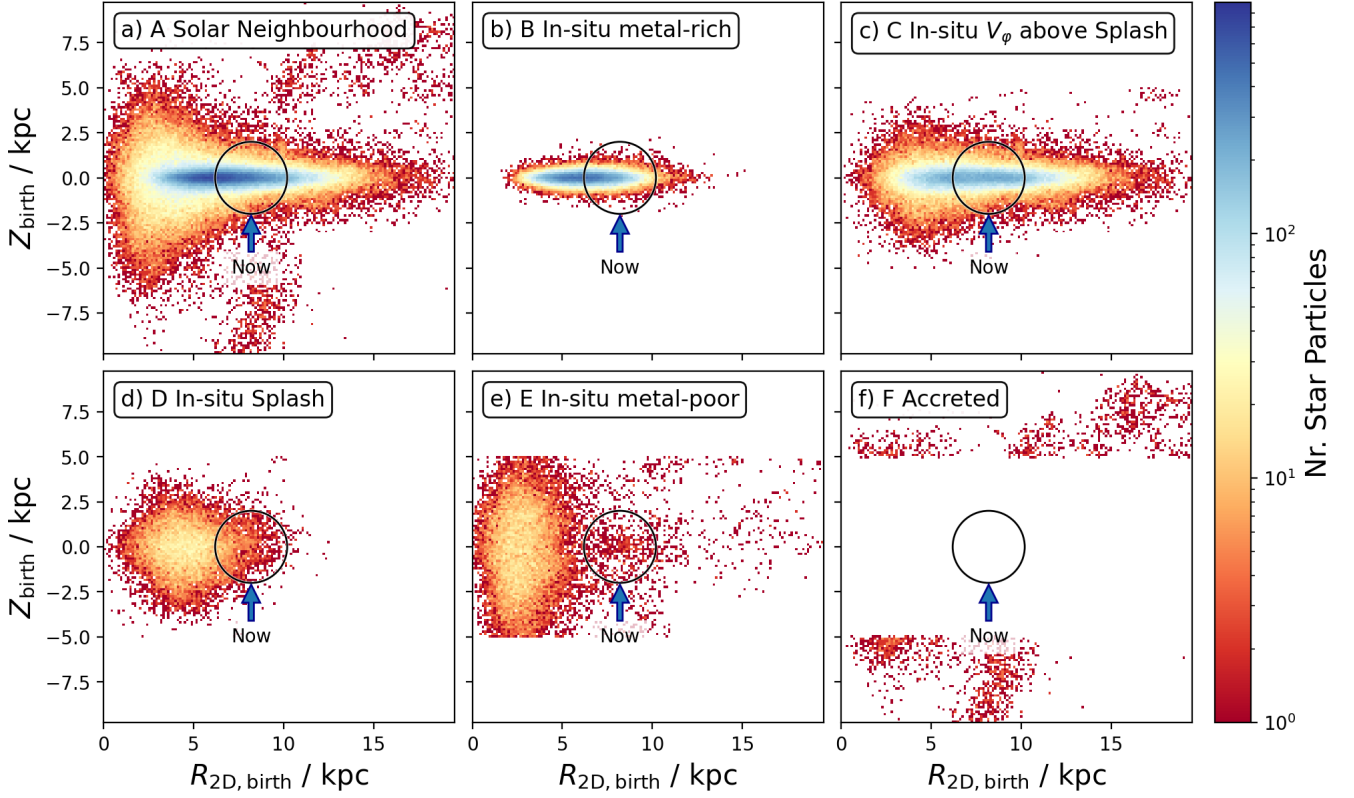 a) A Solar Neighbourhood
b) B In-situ metal-rich
c) C In-situ Vφ above Splash
7.5
5.0
2.5
0.0
−2.5
−5.0
−7.5
Zbirth / kpc
Now
Now
Now
d) D In-situ Splash
e) E In-situ metal-poor
f) F Accreted
7.5
5.0
2.5
0.0
−2.5
−5.0
−7.5
Zbirth / kpc
Now
Now
Now
0 5 10 15
0 5 10 15
0 5 10 15
R2D, birth / kpc
R2D, birth / kpc
R2D, birth / kpc
10²
10¹
10⁰
Nr. Star Particles